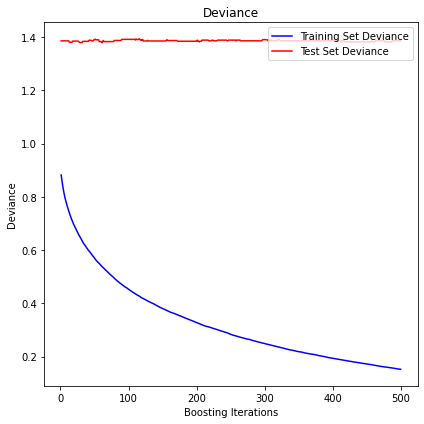 Deviance
Training Set Deviance
Test Set Deviance
1.4
1.2
1.0
0.8
0.6
0.4
0.2
Deviance
0 100 200 300 400 500
Boosting Iterations